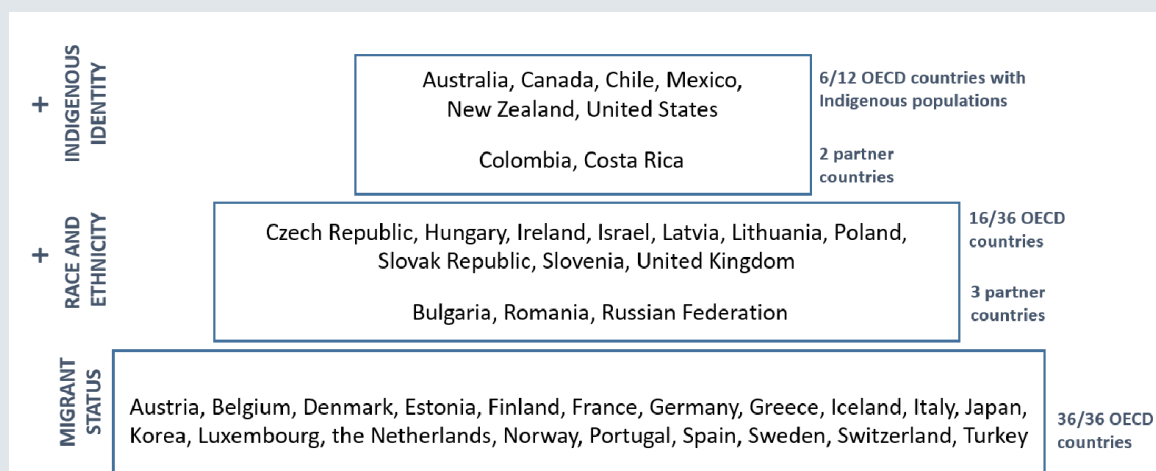 +
INDIGENOUS
IDENTITY
Australia, Canada, Chile, Mexico,
New Zealand, United States
Colombia, Costa Rica
6/12 OECD countries with
Indigenous populations
2 partner
countries
+
RACE AND
ETHNICITY
Czech Republic, Hungary, Ireland, Israel, Latvia, Lithuania, Poland,
Slovak Republic, Slovenia, United Kingdom
Bulgaria, Romania, Russian Federation
16/36 OECD
countries
3 partner
countries
MIGRANT
STATUS
Austria, Belgium, Denmark, Estonia, Finland, France, Germany, Greece, Iceland, Italy, Japan,
Korea, Luxembourg, the Netherlands, Norway, Portugal, Spain, Sweden, Switzerland, Turkey
36/36 OECD
countries